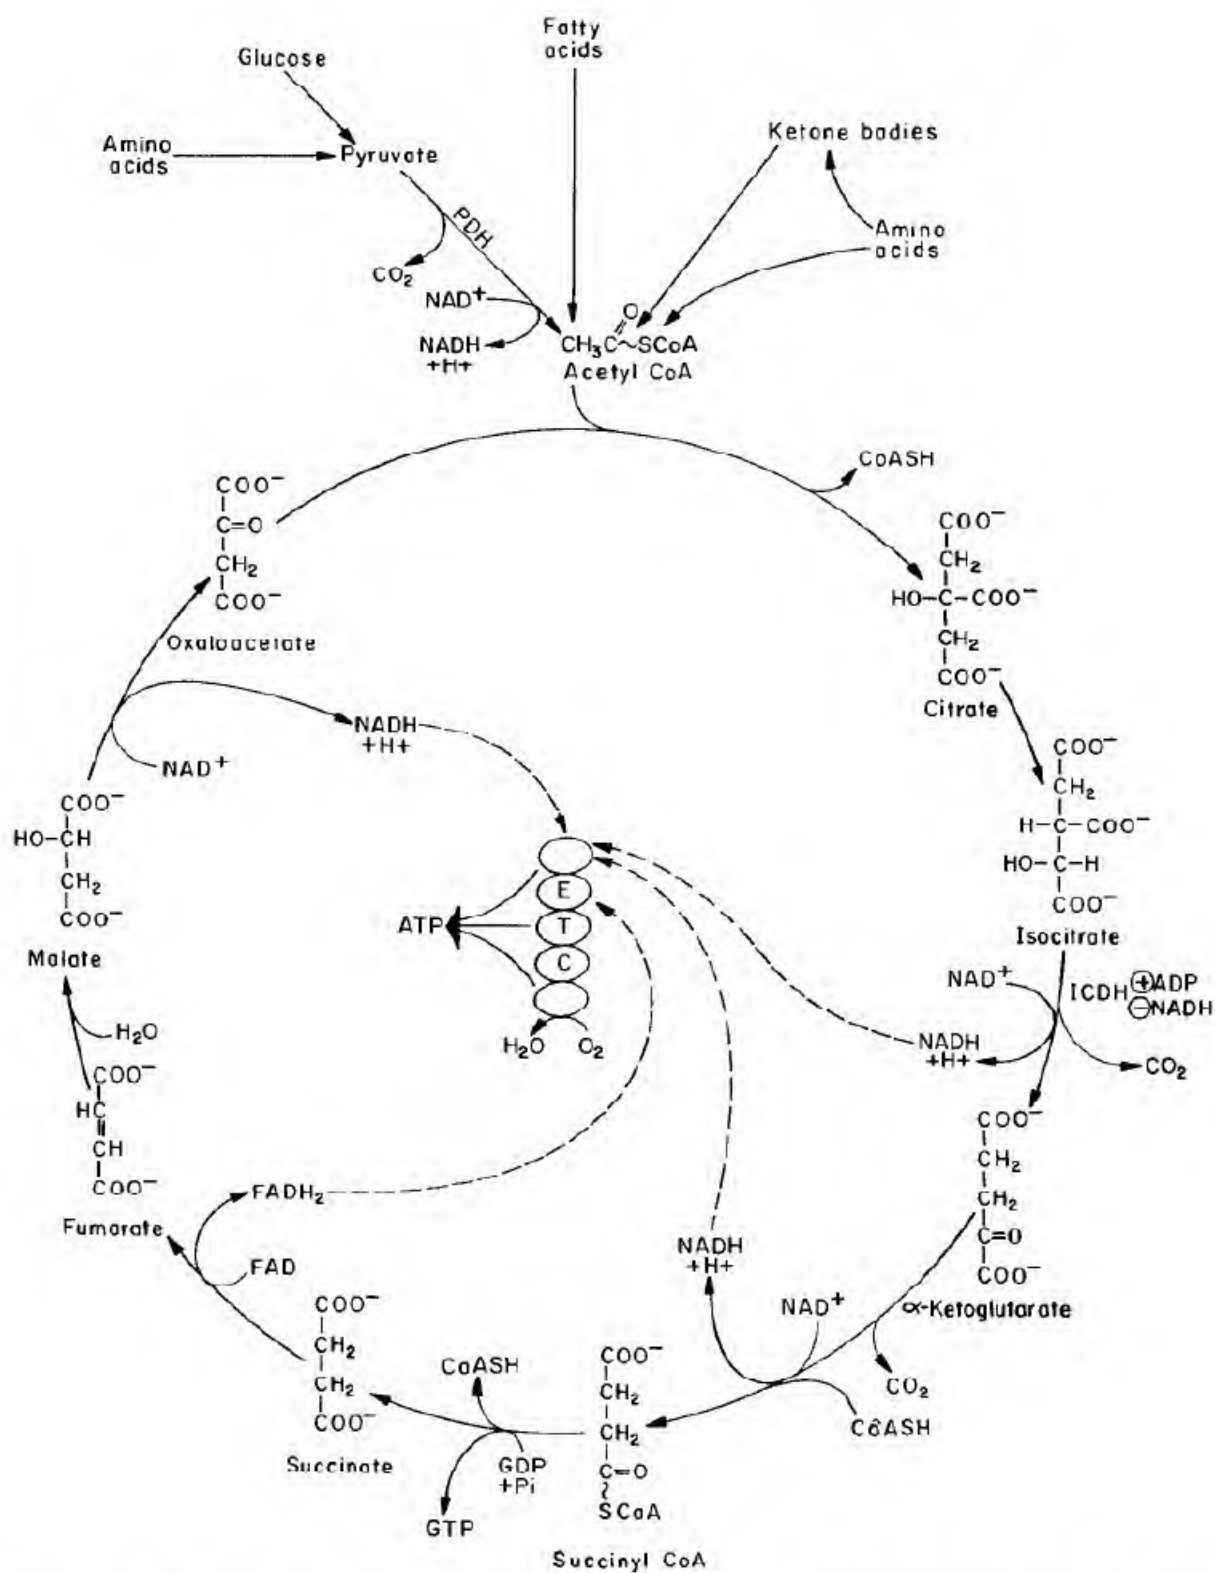 Fatty
acids
Glucose
Ketone bodies
Amino
acids
Pyruvate
Amino
acids
PDH
CO₂
NAD⁺
NADH
+H+
O
CH₃C~SCoA
Acetyl CoA
CoASH
COO⁻
C=O
CH₂
COO⁻
Oxaloacetate
COO⁻
CH₂
HO-C-COO⁻
CH₂
COO⁻
Citrate
NADH
+H+
NAD⁺
COO⁻
CH₂
H-C-COO⁻
HO-C-H
COO⁻
Isocitrate
COO⁻
HO-CH
CH₂
COO⁻
Malate
E
T
C
ATP
H₂O
O₂
NAD⁺
ICDH
⊕ADP
⊖NADH
NADH
+H+
CO₂
H₂O
COO⁻
HC
CH
COO⁻
Fumarate
COO⁻
CH₂
CH₂
C=O
COO⁻
α-Ketoglutarate
FADH₂
FAD
NADH
+H+
NAD⁺
CO₂
CoASH
COO⁻
CH₂
CH₂
COO⁻
Succinate
CoASH
GDP
+Pi
GTP
COO⁻
CH₂
CH₂
C=O
SCoA
Succinyl CoA